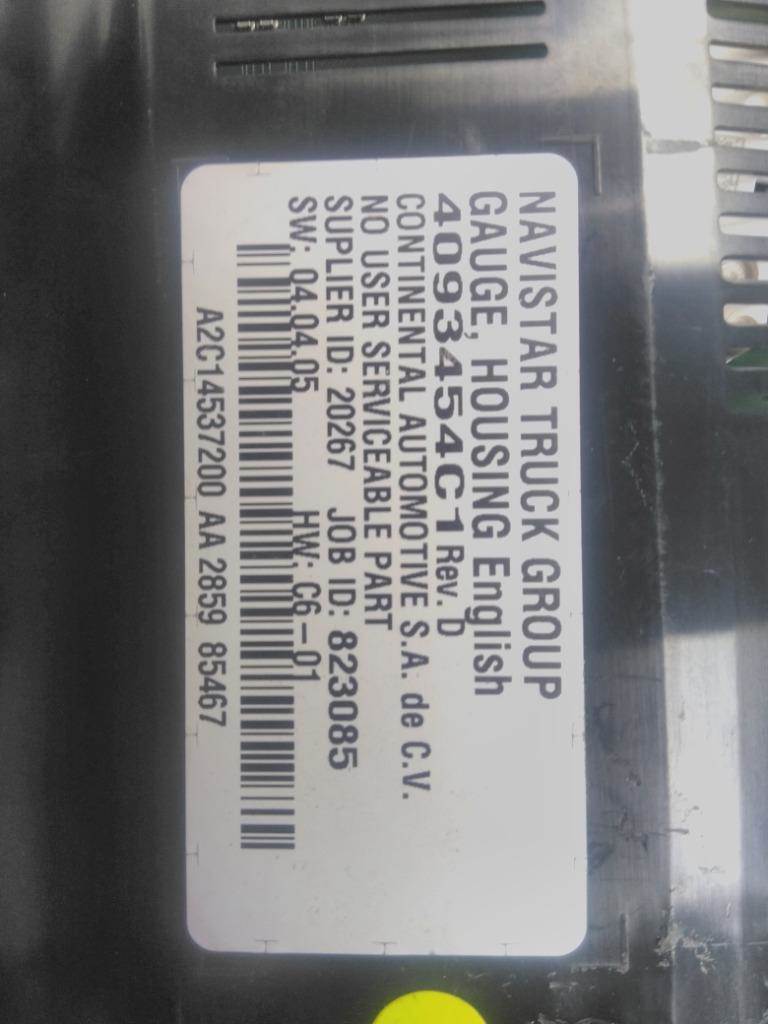 NAVISTAR TRUCK GROUP
GAUGE, HOUSING English
4093454C1 Rev. D
CONTINENTAL AUTOMOTIVE S.A. de C.V.
NO USER SERVICEABLE PART
SUPLIER ID: 20267 JOB ID: 823085
SW: 04.04.05 HW: C6-01
A2C14537200 AA 2859 85467